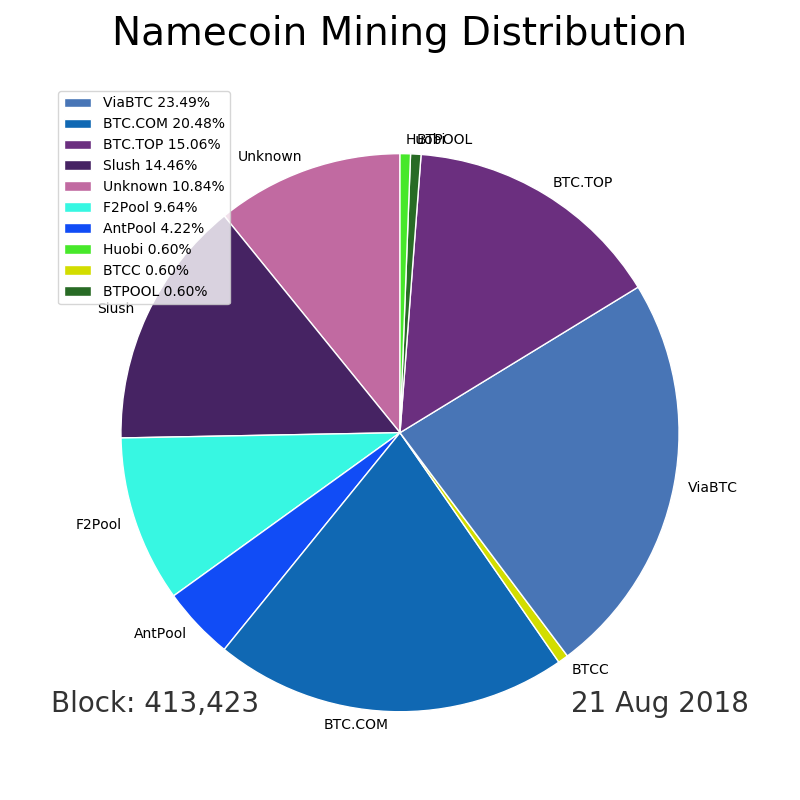 Namecoin Mining Distribution
ViaBTC 23.49%
BTC.COM 20.48%
BTC.TOP 15.06%
Slush 14.46%
Unknown 10.84%
F2Pool 9.64%
AntPool 4.22%
Huobi 0.60%
BTCC 0.60%
BTPOOL 0.60%
Huobi
BTPOOL
Unknown
BTC.TOP
Slush
ViaBTC
F2Pool
AntPool
BTCC
BTC.COM
Block: 413,423
21 Aug 2018